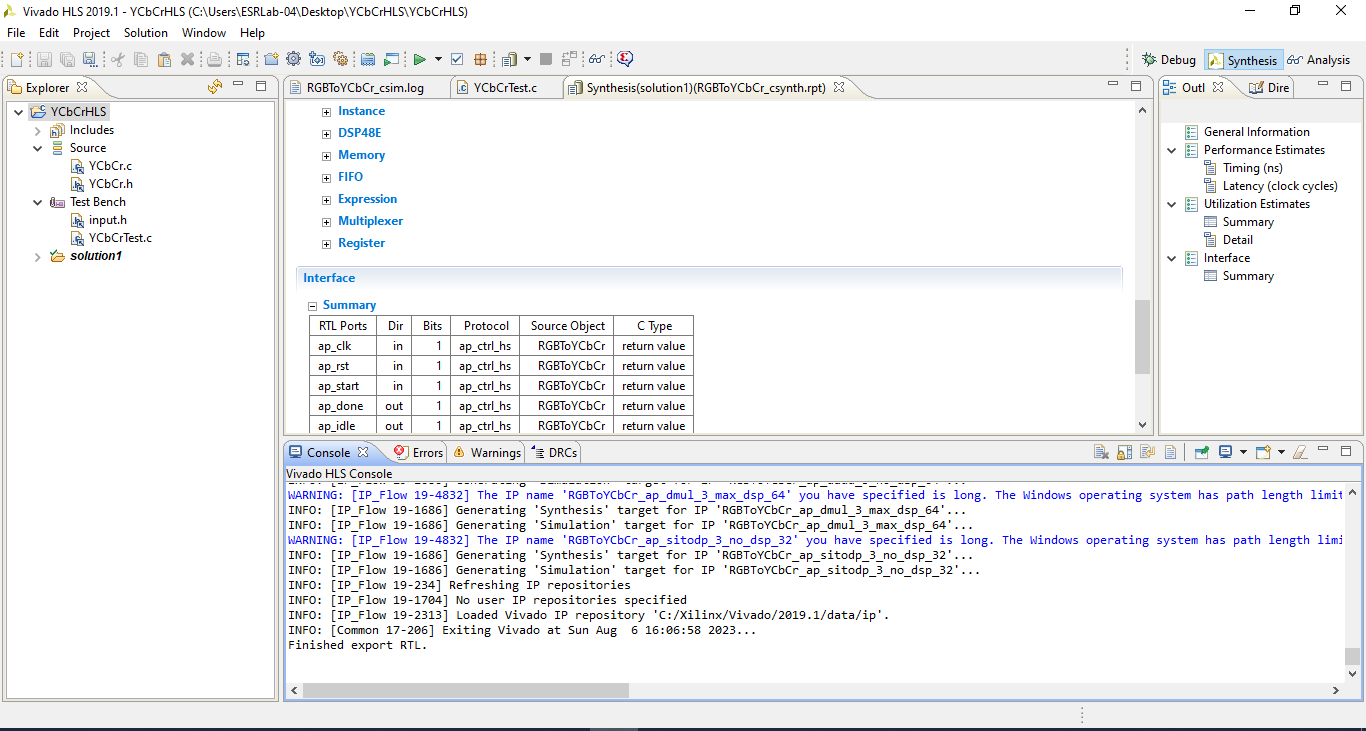 Vivado HLS 2019.1 - YCbCrHLS (C:\Users\ESRLab-04\Desktop\YCbCrHLS\YCbCrHLS)
File Edit Project Solution Window Help
Debug Synthesis Analysis
Explorer
YCbCrHLS
Includes
Source
YCbCr.c
YCbCr.h
Test Bench
input.h
YCbCrTest.c
solution1
RGBToYCbCr_csim.log YCbCrTest.c Synthesis(solution1)(RGBToYCbCr_csynth.rpt)
Instance
DSP48E
Memory
FIFO
Expression
Multiplexer
Register
Interface
Summary
RTL Ports Dir Bits Protocol Source Object C Type
ap_clk in 1 ap_ctrl_hs RGBToYCbCr return value
ap_rst in 1 ap_ctrl_hs RGBToYCbCr return value
ap_start in 1 ap_ctrl_hs RGBToYCbCr return value
ap_done out 1 ap_ctrl_hs RGBToYCbCr return value
ap_idle out 1 ap_ctrl_hs RGBToYCbCr return value
Outl Dire
General Information
Performance Estimates
Timing (ns)
Latency (clock cycles)
Utilization Estimates
Summary
Detail
Interface
Summary
Console Errors Warnings DRCs
Vivado HLS Console
WARNING: [IP_Flow 19-4832] The IP name 'RGBToYCbCr_ap_dmul_3_max_dsp_64' you have specified is long. The Windows operating system has path length limit
INFO: [IP_Flow 19-1686] Generating 'Synthesis' target for IP 'RGBToYCbCr_ap_dmul_3_max_dsp_64'...
INFO: [IP_Flow 19-1686] Generating 'Simulation' target for IP 'RGBToYCbCr_ap_dmul_3_max_dsp_64'...
WARNING: [IP_Flow 19-4832] The IP name 'RGBToYCbCr_ap_sitodp_3_no_dsp_32' you have specified is long. The Windows operating system has path length limi
INFO: [IP_Flow 19-1686] Generating 'Synthesis' target for IP 'RGBToYCbCr_ap_sitodp_3_no_dsp_32'...
INFO: [IP_Flow 19-1686] Generating 'Simulation' target for IP 'RGBToYCbCr_ap_sitodp_3_no_dsp_32'...
INFO: [IP_Flow 19-234] Refreshing IP repositories
INFO: [IP_Flow 19-1704] No user IP repositories specified
INFO: [IP_Flow 19-2313] Loaded Vivado IP repository 'C:/Xilinx/Vivado/2019.1/data/ip'.
INFO: [Common 17-206] Exiting Vivado at Sun Aug  6 16:06:58 2023...
Finished export RTL.